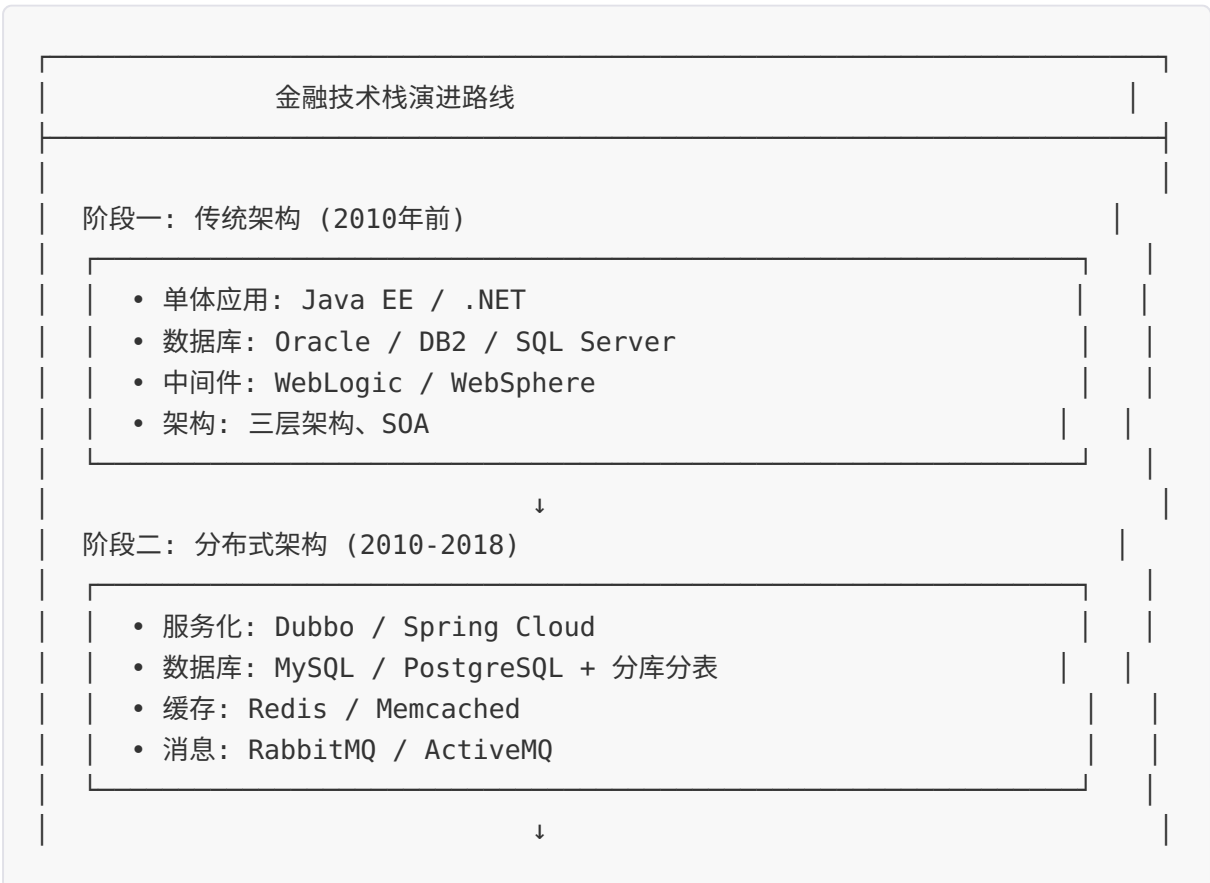 金融技术栈演进路线
阶段一: 传统架构 (2010年前)
• 单体应用: Java EE / .NET
• 数据库: Oracle / DB2 / SQL Server
• 中间件: WebLogic / WebSphere
• 架构: 三层架构、SOA
↓
阶段二: 分布式架构 (2010-2018)
• 服务化: Dubbo / Spring Cloud
• 数据库: MySQL / PostgreSQL + 分库分表
• 缓存: Redis / Memcached
• 消息: RabbitMQ / ActiveMQ
↓